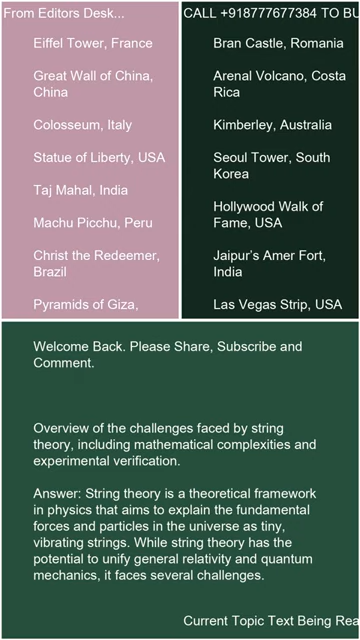 From Editors Desk...
Eiffel Tower, France
Great Wall of China,
China
Colosseum, Italy
Statue of Liberty, USA
Taj Mahal, India
Machu Picchu, Peru
Christ the Redeemer,
Brazil
Pyramids of Giza,
CALL +918777677384 TO BU
Bran Castle, Romania
Arenal Volcano, Costa
Rica
Kimberley, Australia
Seoul Tower, South
Korea
Hollywood Walk of
Fame, USA
Jaipur's Amer Fort,
India
Las Vegas Strip, USA
Welcome Back. Please Share, Subscribe and
Comment.
Overview of the challenges faced by string
theory, including mathematical complexities and
experimental verification.
Answer: String theory is a theoretical framework
in physics that aims to explain the fundamental
forces and particles in the universe as tiny,
vibrating strings. While string theory has the
potential to unify general relativity and quantum
mechanics, it faces several challenges.
Current Topic Text Being Rea